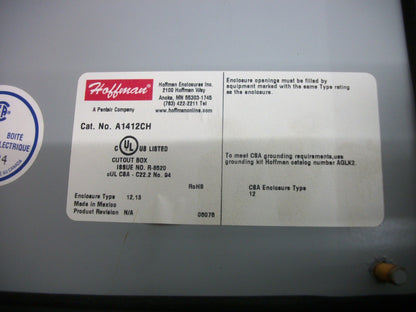 Hoffman
A Pentair Company
Hoffman Enclosures Inc.
2100 Hoffman Way
Anoka, MN 55303-1745
(763) 422-2211 Tel
www.hoffmanonline.com
Cat. No. A1412CH
C UL US LISTED
CUTOUT BOX
ISSUE NO. R-8520
cUL CSA - C22.2 No. 94
RoHS
Enclosure Type 12,13
Made in Mexico
Product Revision N/A
0507B
Enclosure openings must be filled by
equipment marked with the same Type rating
as the enclosure.
To meet CSA grounding requirements,use
grounding kit Hoffman catalog number AGLK2.
CSA Enclosure Type
12
BOITE
ELECTRIQUE